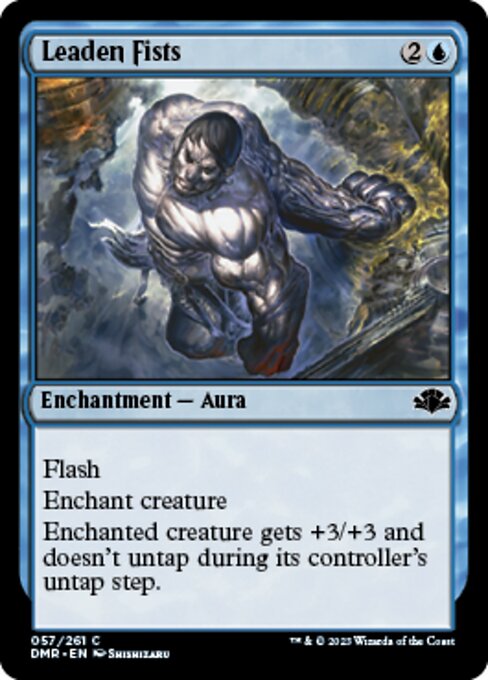 Leaden Fists 2
Enchantment — Aura
Flash
Enchant creature
Enchanted creature gets +3/+3 and
doesn't untap during its controller's
untap step.
057/261 C
™ & © 2023 Wizards of the Coast
DMR • EN Shishizaru